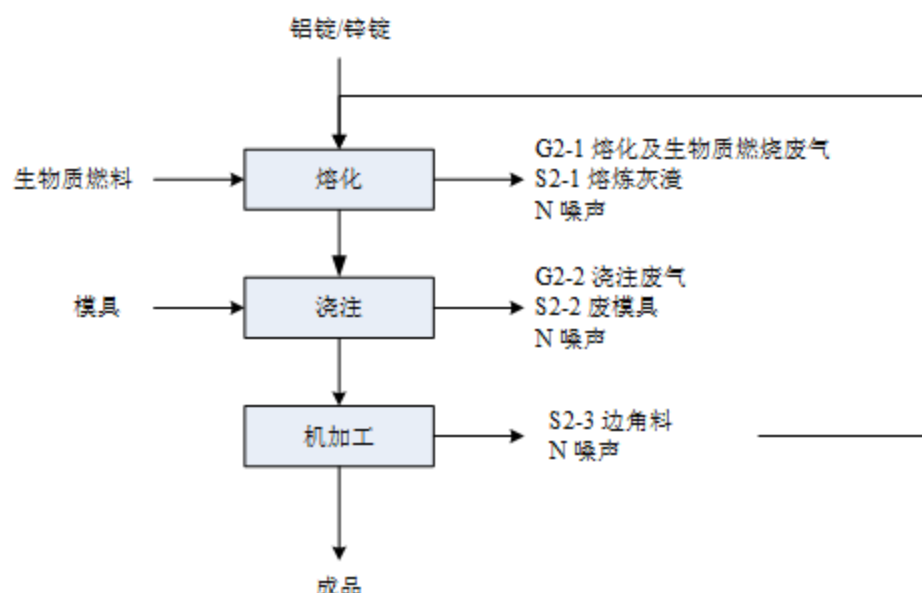 铝锭/锌锭
生物质燃料
熔化
G2-1 熔化及生物质燃烧废气
S2-1 熔炼灰渣
N 噪声
模具
浇注
G2-2 浇注废气
S2-2 废模具
N 噪声
机加工
S2-3 边角料
N 噪声
成品